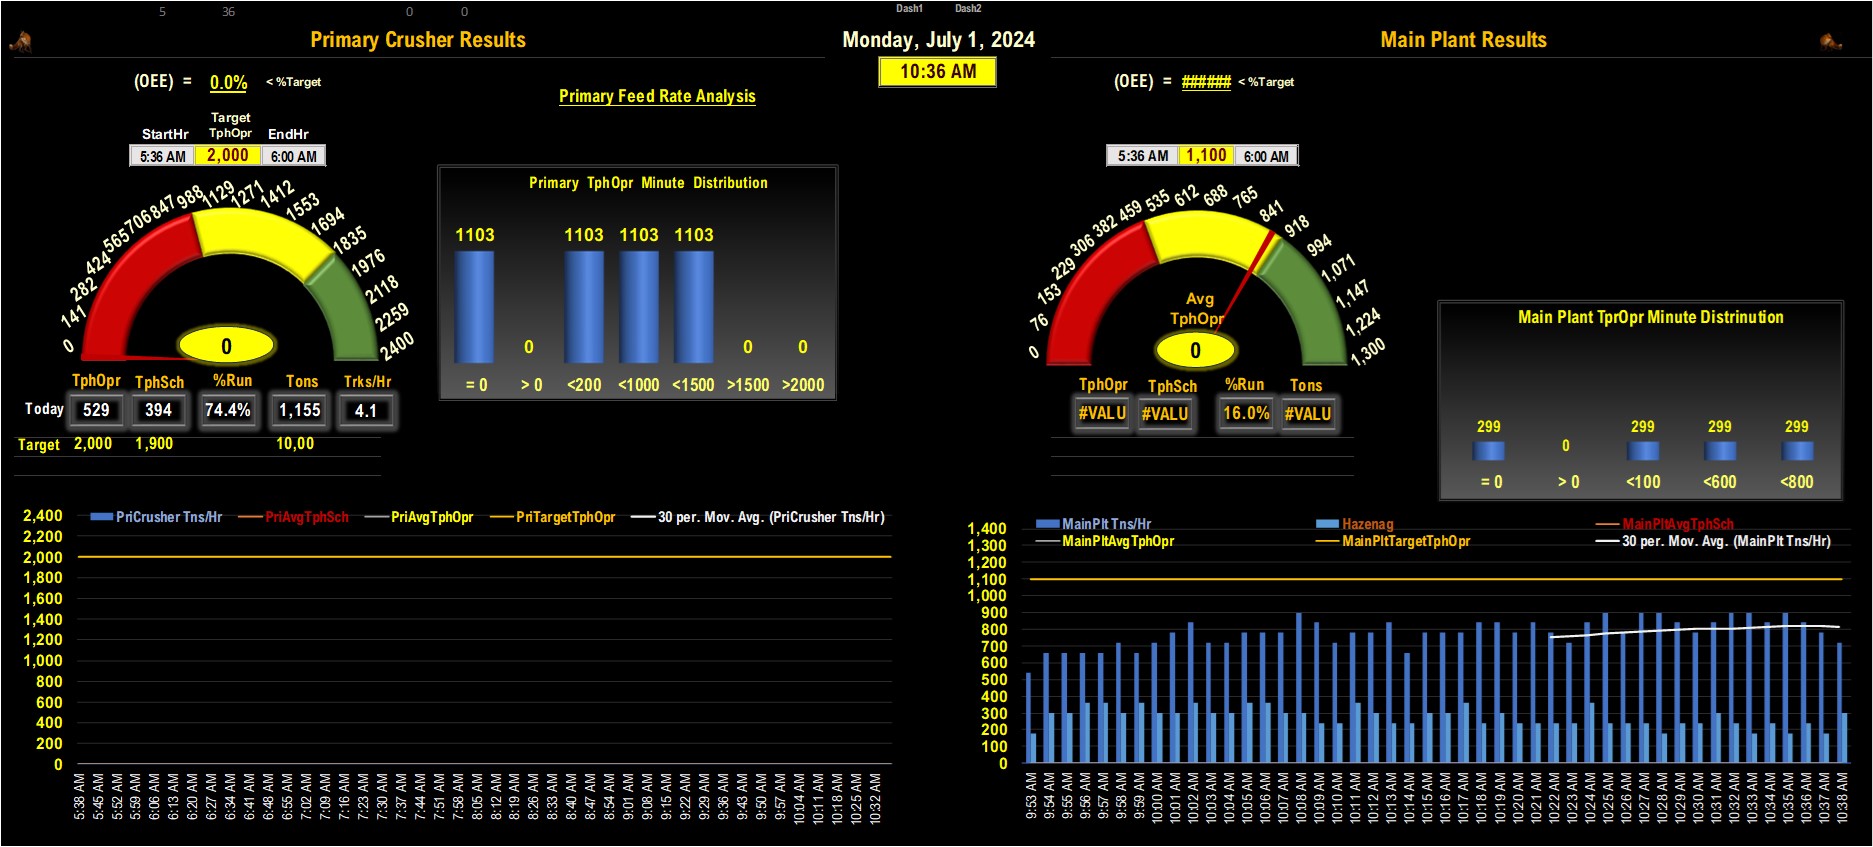 5 36 0 0 Dash1 Dash2
Primary Crusher Results
Monday, July 1, 2024
Main Plant Results
10:36 AM
(OEE) = 0.0% < %Target
Primary Feed Rate Analysis
(OEE) = ###### < %Target
Target
StartHr TphOpr EndHr
5:36 AM 2,000 6:00 AM
5:36 AM 1,100 6:00 AM
0 141 282 424 565 706 847 988 1129 1271 1412 1553 1694 1835 1976 2118 2259 2400
0
TphOpr TphSch %Run Tons Trks/Hr
Today 529 394 74.4% 1,155 4.1
Target 2,000 1,900 10,00
Primary TphOpr Minute Distribution
1103 0 1103 1103 1103 0 0
= 0 > 0 <200 <1000 <1500 >1500 >2000
0 76 153 229 306 382 459 535 612 688 765 841 918 994 1,071 1,147 1,224 1,300
Avg
TphOpr
0
TphOpr TphSch %Run Tons
#VALU #VALU 16.0% #VALU
Main Plant TprOpr Minute Distrinution
299 0 299 299 299
= 0 > 0 <100 <600 <800
PriCrusher Tns/Hr PriAvgTphSch PriAvgTphOpr PriTargetTphOpr 30 per. Mov. Avg. (PriCrusher Tns/Hr)
2,400
2,200
2,000
1,800
1,600
1,400
1,200
1,000
800
600
400
200
0
5:38 AM 5:45 AM 5:52 AM 5:59 AM 6:06 AM 6:13 AM 6:20 AM 6:27 AM 6:34 AM 6:41 AM 6:48 AM 6:55 AM 7:02 AM 7:09 AM 7:16 AM 7:23 AM 7:30 AM 7:37 AM 7:44 AM 7:51 AM 7:58 AM 8:05 AM 8:12 AM 8:19 AM 8:26 AM 8:33 AM 8:40 AM 8:47 AM 8:54 AM 9:01 AM 9:08 AM 9:15 AM 9:22 AM 9:29 AM 9:36 AM 9:43 AM 9:50 AM 9:57 AM 10:04 AM 10:11 AM 10:18 AM 10:25 AM 10:32 AM
MainPlt Tns/Hr Hazenag MainPltAvgTphSch
MainPltAvgTphOpr MainPltTargetTphOpr 30 per. Mov. Avg. (MainPlt Tns/Hr)
1,400
1,300
1,200
1,100
1,000
900
800
700
600
500
400
300
200
100
0
9:53 AM 9:54 AM 9:55 AM 9:56 AM 9:57 AM 9:58 AM 9:59 AM 10:00 AM 10:01 AM 10:02 AM 10:03 AM 10:04 AM 10:05 AM 10:06 AM 10:07 AM 10:08 AM 10:09 AM 10:10 AM 10:11 AM 10:12 AM 10:13 AM 10:14 AM 10:15 AM 10:16 AM 10:17 AM 10:18 AM 10:19 AM 10:20 AM 10:21 AM 10:22 AM 10:23 AM 10:24 AM 10:25 AM 10:26 AM 10:27 AM 10:28 AM 10:29 AM 10:30 AM 10:31 AM 10:32 AM 10:33 AM 10:34 AM 10:35 AM 10:36 AM 10:37 AM 10:38 AM